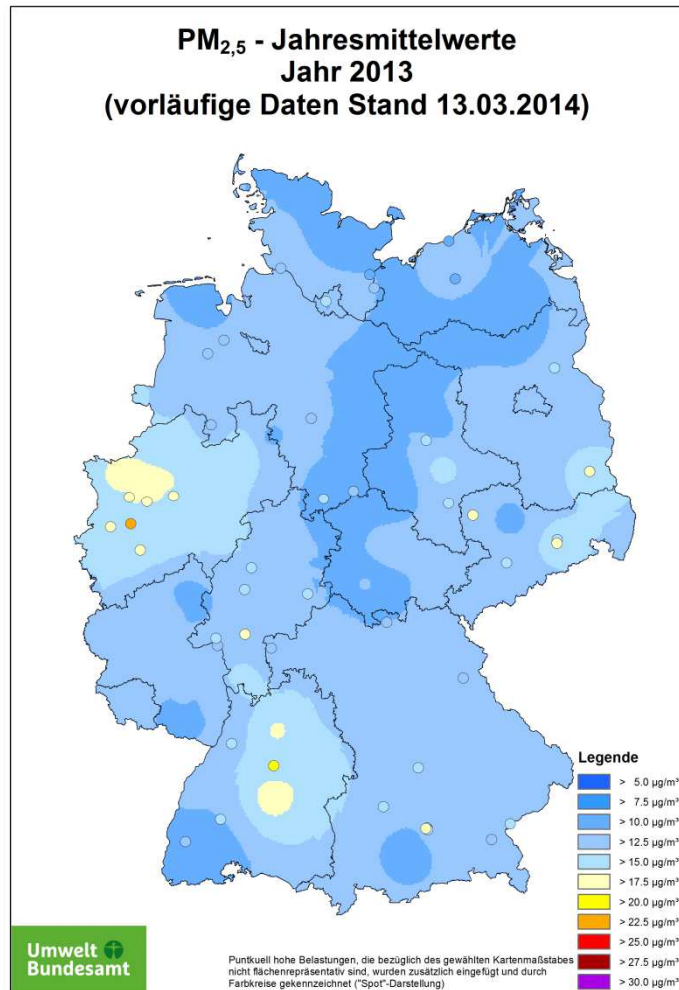 PM2,5 - Jahresmittelwerte
Jahr 2013
(vorläufige Daten Stand 13.03.2014)
Legende
> 5.0 µg/m³
> 7.5 µg/m³
> 10.0 µg/m³
> 12.5 µg/m³
> 15.0 µg/m³
> 17.5 µg/m³
> 20.0 µg/m³
> 22.5 µg/m³
> 25.0 µg/m³
> 27.5 µg/m³
> 30.0 µg/m³
Umwelt
Bundesamt
Puntkuell hohe Belastungen, die bezüglich des gewählten Kartenmaßstabes
nicht flächenrepräsentativ sind, wurden zusätzlich eingefügt und durch
Farbkreise gekennzeichnet ("Spot"-Darstellung)